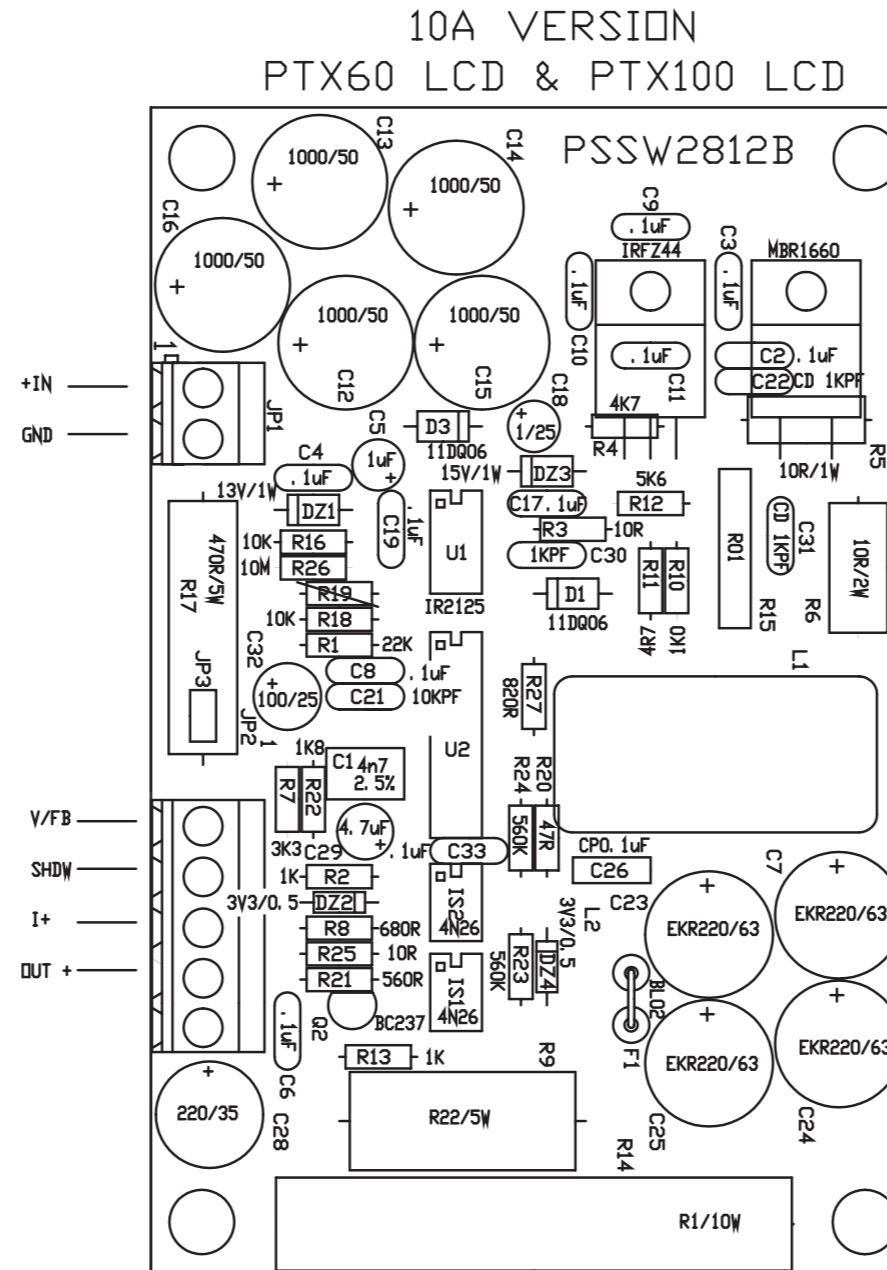 10A VERSION
PTX60 LCD & PTX100 LCD
PSSW2812B
C13
1000/50
+
C14
1000/50
+
C16
1000/50
+
C9
.1uF
IRFZ44
C3
.1uF
MBR1660
C10
.1uF
1000/50
+
C12
1000/50
+
C15
.1uF
C11
C2
.1uF
C22
CD 1KPF
1
+IN
GND
JP1
C5
1uF
+
D3
11DQ06
C18
+
1/25
4K7
R4
R5
10R/1W
C4
.1uF
15V/1W
DZ3
5K6
R12
13V/1W
DZ1
C19
.1uF
C17
.1uF
R3
10R
10K
R16
10M
R26
U1
IR2125
1KPF
C30
R11
4R7
R10
1K0
R01
R15
CD 1KPF
C31
10R/2W
R6
470R/5W
R17
R19
10K
R18
D1
11DQ06
R1
22K
C32
+
100/25
C8
.1uF
C21
10KPF
JP3
JP2
1
R27
820R
L1
U2
1K8
C1
4n7
2.5%
R7
R22
3K3
C29
4.7uF
+
R24
560K
R20
47R
V/FB
SHDW
I+
OUT +
.1uF
C33
CP0.1uF
C26
C7
1K
R2
3V3/0.5
DZ2
IS2
4N26
C23
+
EKR220/63
+
EKR220/63
L2
3V3/0.5
R8
680R
R25
10R
R21
560R
560K
R23
DZ4
BL02
F1
IS1
4N26
Q2
BC237
.1uF
C6
R13
1K
R9
+
EKR220/63
+
EKR220/63
C25
C24
+
220/35
C28
R22/5W
R14
R1/10W